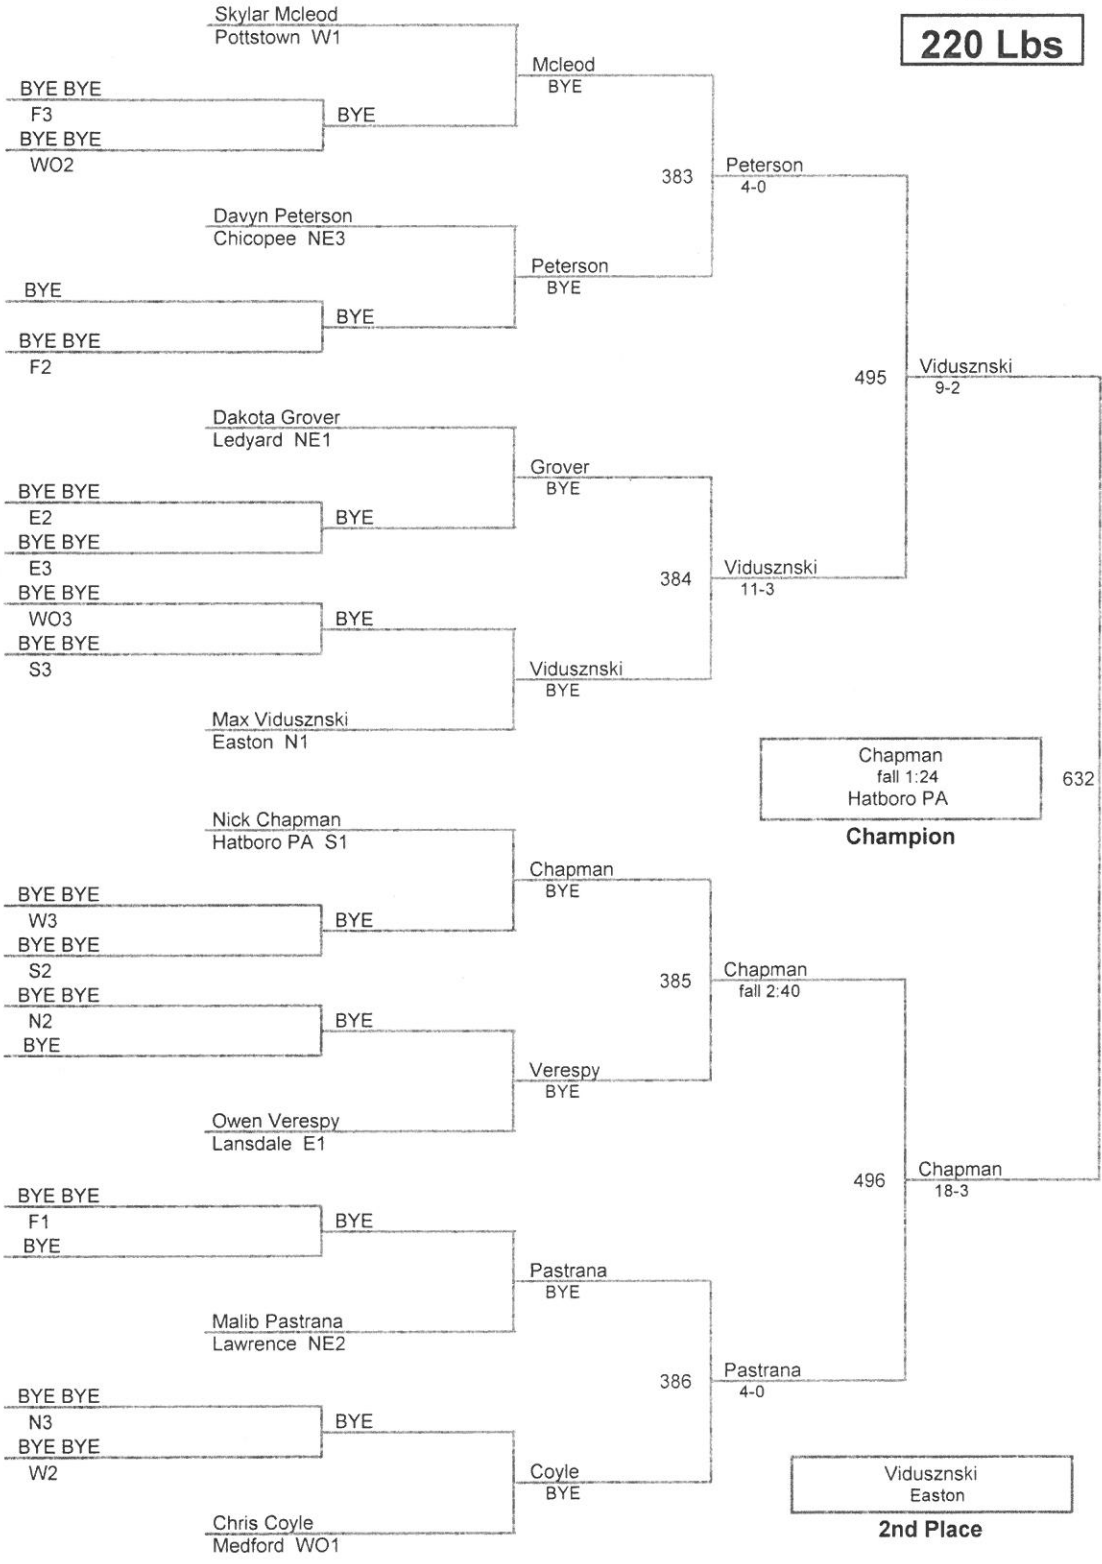 Skylar Mcleod
Pottstown W1
220 Lbs
Mcleod
BYE
BYE BYE
F3
BYE
BYE BYE
WO2
383
Peterson
4-0
Davyn Peterson
Chicopee NE3
Peterson
BYE
BYE
BYE
BYE BYE
F2
495
Vidusznski
9-2
Dakota Grover
Ledyard NE1
Grover
BYE
BYE BYE
E2
BYE
BYE BYE
E3
384
Vidusznski
11-3
BYE BYE
WO3
BYE
BYE BYE
S3
Vidusznski
BYE
Max Vidusznski
Easton N1
Chapman
fall 1:24
Hatboro PA
632
Champion
Nick Chapman
Hatboro PA S1
Chapman
BYE
BYE BYE
W3
BYE
BYE BYE
S2
385
Chapman
fall 2:40
BYE BYE
N2
BYE
BYE
Verespy
BYE
Owen Verespy
Lansdale E1
496
Chapman
18-3
BYE BYE
F1
BYE
BYE
Pastrana
BYE
Malib Pastrana
Lawrence NE2
386
Pastrana
4-0
BYE BYE
N3
BYE
BYE BYE
W2
Coyle
BYE
Chris Coyle
Medford WO1
Vidusznski
Easton
2nd Place